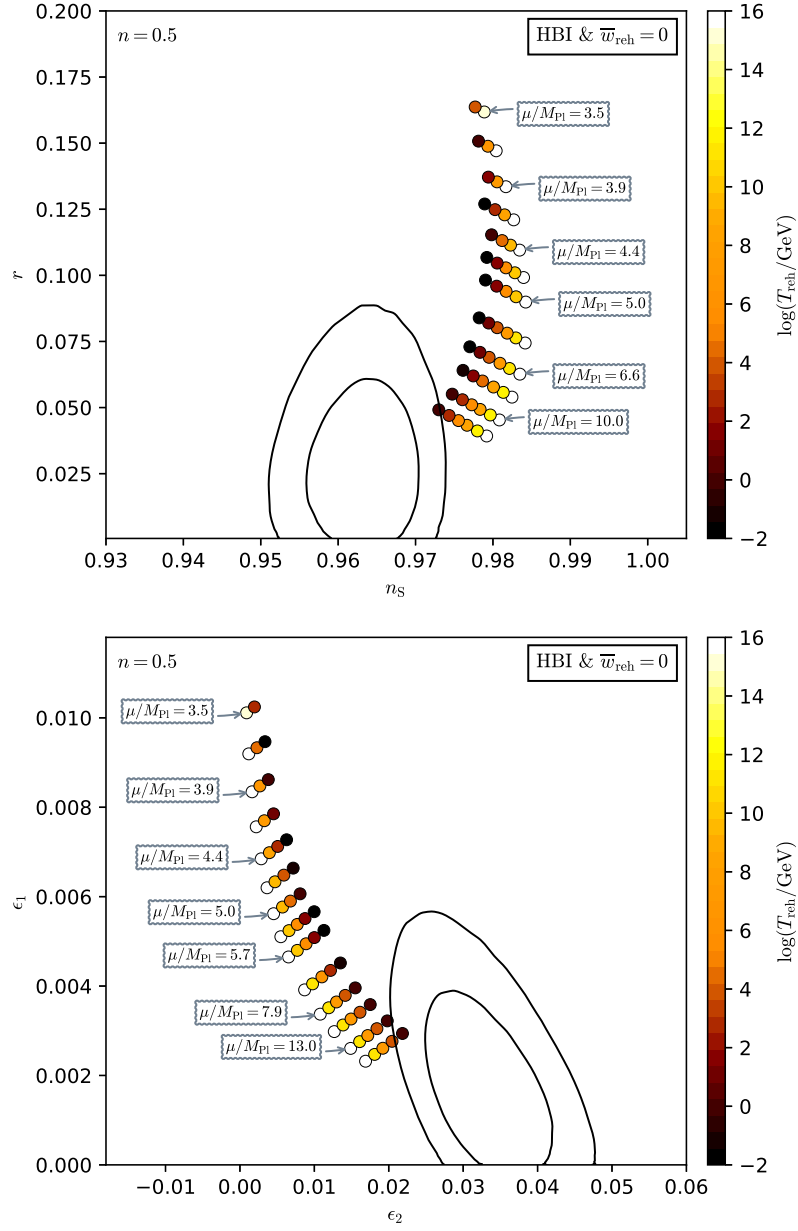 n = 0.5
HBI & w̅_reh = 0
0.200
0.175
0.150
0.125
0.100
0.075
0.050
0.025
r
μ/M_Pl = 3.5
μ/M_Pl = 3.9
μ/M_Pl = 4.4
μ/M_Pl = 5.0
μ/M_Pl = 6.6
μ/M_Pl = 10.0
0.93 0.94 0.95 0.96 0.97 0.98 0.99 1.00
n_S
16
14
12
10
8
6
4
2
0
−2
log(T_reh/GeV)
n = 0.5
HBI & w̅_reh = 0
0.010
0.008
0.006
0.004
0.002
0.000
ϵ_1
μ/M_Pl = 3.5
μ/M_Pl = 3.9
μ/M_Pl = 4.4
μ/M_Pl = 5.0
μ/M_Pl = 5.7
μ/M_Pl = 7.9
μ/M_Pl = 13.0
−0.01 0.00 0.01 0.02 0.03 0.04 0.05 0.06
ϵ_2
16
14
12
10
8
6
4
2
0
−2
log(T_reh/GeV)